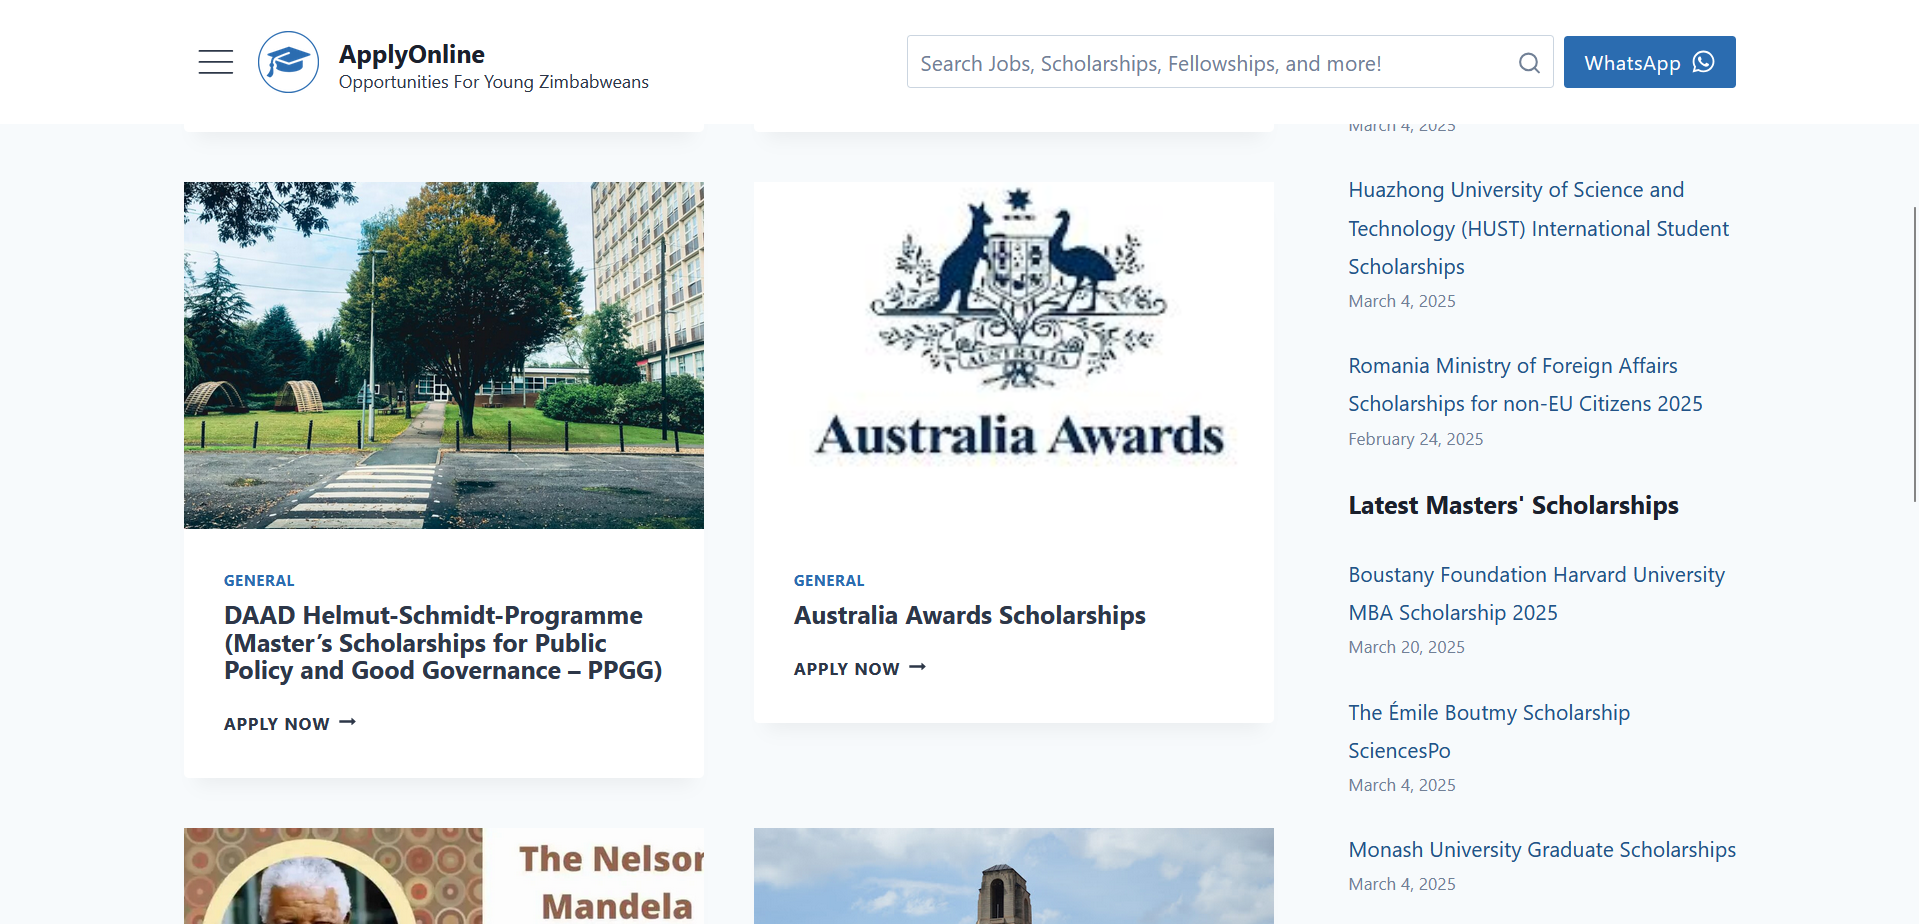 ApplyOnline
Opportunities For Young Zimbabweans
Search Jobs, Scholarships, Fellowships, and more!
WhatsApp
March 4, 2025
AUSTRALIA
Australia Awards
GENERAL
DAAD Helmut-Schmidt-Programme
(Master’s Scholarships for Public
Policy and Good Governance – PPGG)
APPLY NOW
GENERAL
Australia Awards Scholarships
APPLY NOW
The Nelson
Mandela
Huazhong University of Science and
Technology (HUST) International Student
Scholarships
March 4, 2025
Romania Ministry of Foreign Affairs
Scholarships for non-EU Citizens 2025
February 24, 2025
Latest Masters' Scholarships
Boustany Foundation Harvard University
MBA Scholarship 2025
March 20, 2025
The Émile Boutmy Scholarship
SciencesPo
March 4, 2025
Monash University Graduate Scholarships
March 4, 2025